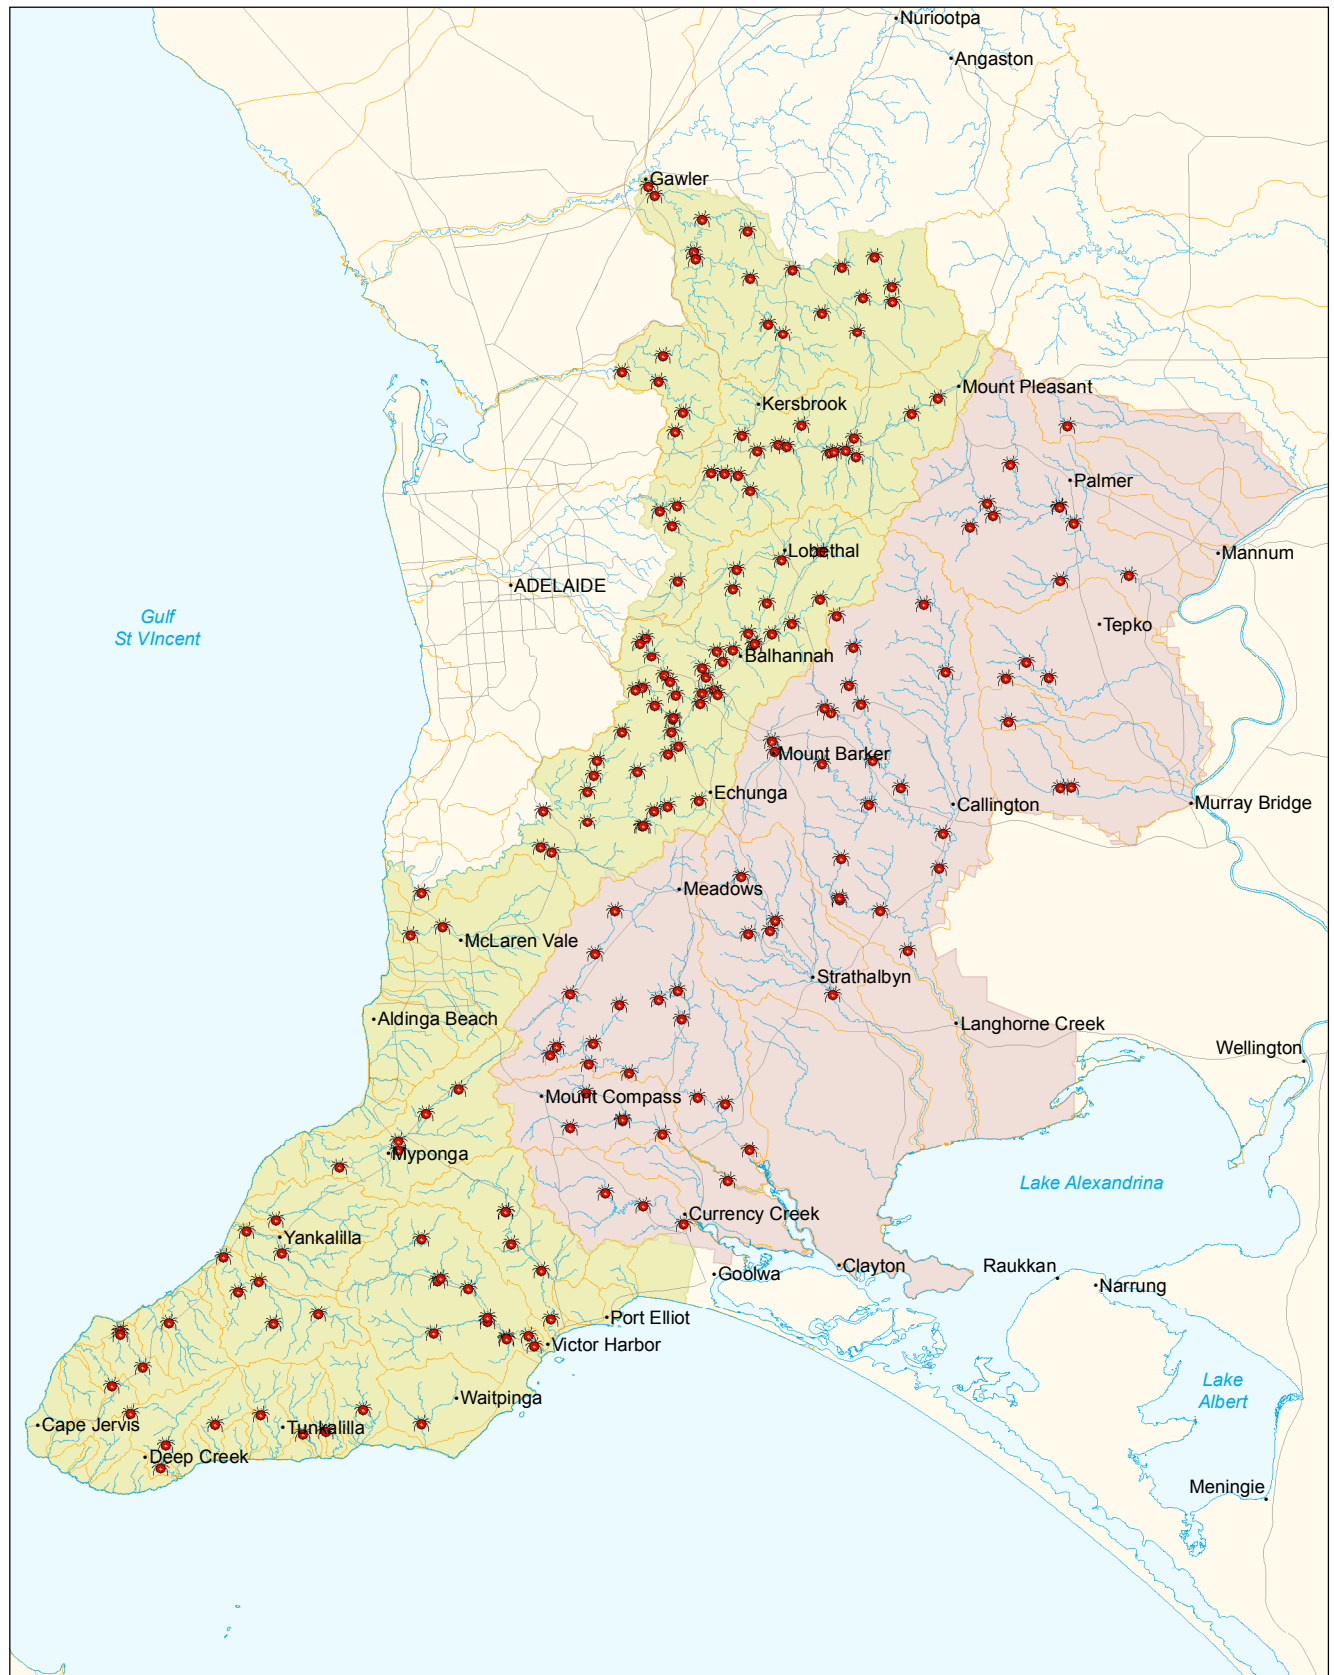 Nuriootpa
Angaston
Gawler
Mount Pleasant
Kersbrook
Palmer
Lobethal
Mannum
ADELAIDE
Gulf
St VIncent
Tepko
Balhannah
Mount Barker
Echunga
Callington
Murray Bridge
Meadows
McLaren Vale
Strathalbyn
Aldinga Beach
Langhorne Creek
Wellington
Mount Compass
Myponga
Lake Alexandrina
Currency Creek
Yankalilla
Clayton
Raukkan
Goolwa
Narrung
Port Elliot
Victor Harbor
Lake
Albert
Waitpinga
Cape Jervis
Tunkalilla
Deep Creek
Meningie